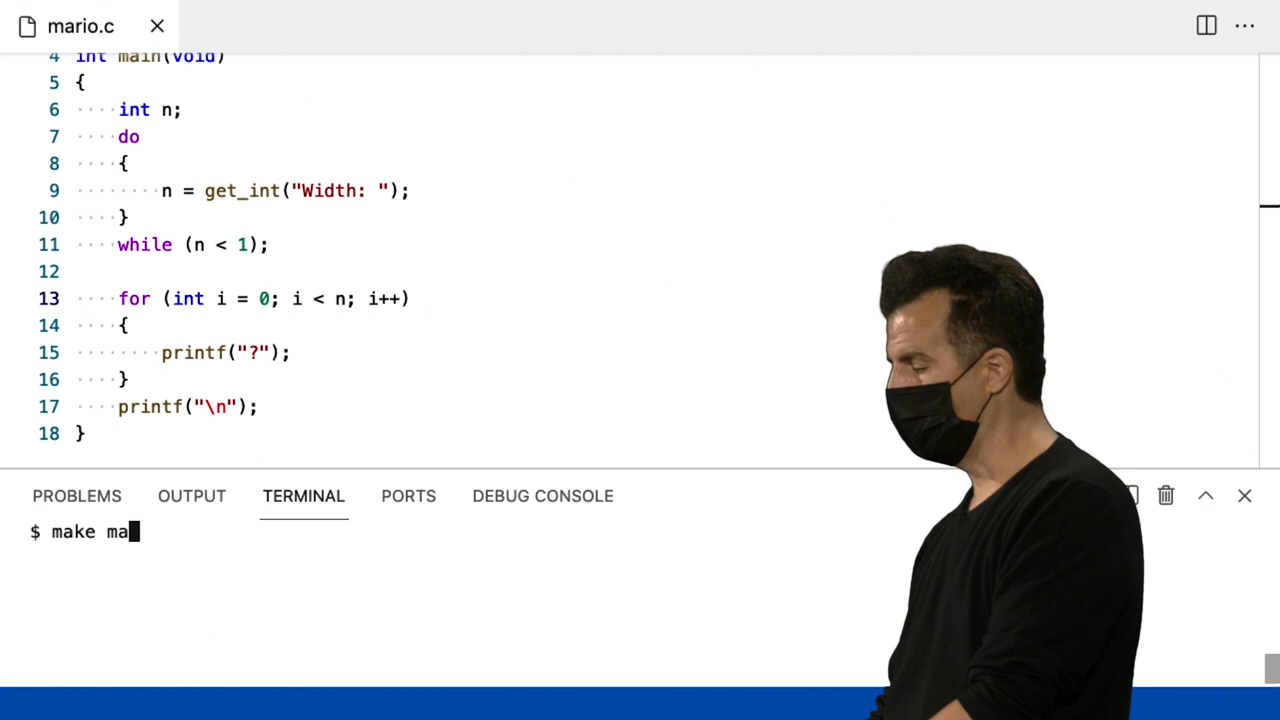 mario.c
4 int main(void)
5 {
6 int n;
7 do
8 {
9 n = get_int("Width: ");
10 }
11 while (n < 1);
12
13 for (int i = 0; i < n; i++)
14 {
15 printf("?");
16 }
17 printf("\n");
18 }
PROBLEMS OUTPUT TERMINAL PORTS DEBUG CONSOLE
$ make ma